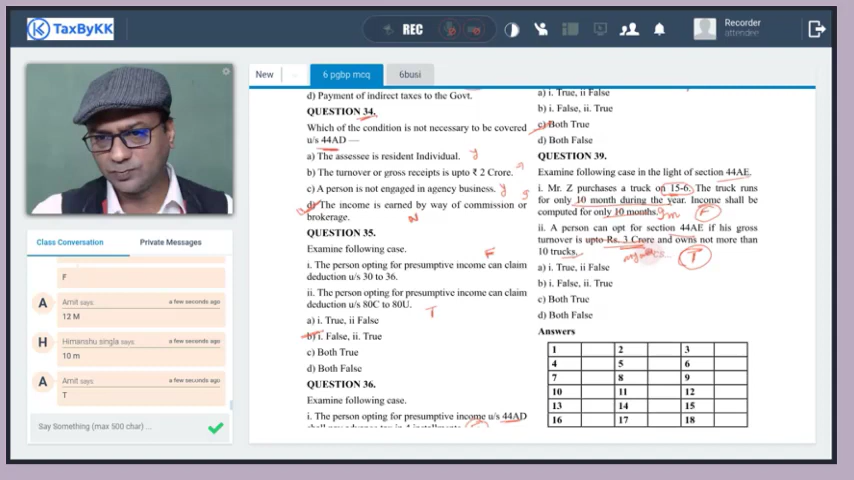 TaxByKK
REC
Recorder
attendee
New
...
6 pgbp mcq
6busi
Class Conversation
Private Messages
F
A
Amit says:
a few seconds ago
12 M
H
Himanshu singla says:
a few seconds ago
10 m
A
Amit says:
a few seconds ago
T
Say Something (max 500 char) ...
d) Payment of indirect taxes to the Govt.
QUESTION 34.
Which of the condition is not necessary to be covered
u/s 44AD —
a) The assessee is resident Individual. y
b) The turnover or gross receipts is upto ₹ 2 Crore.
c) A person is not engaged in agency business. y
d) The income is earned by way of commission or
brokerage. N
QUESTION 35.
Examine following case.
F
i. The person opting for presumptive income can claim
deduction u/s 30 to 36.
ii. The person opting for presumptive income can claim
deduction u/s 80C to 80U. T
a) i. True, ii False
b) i. False, ii. True
c) Both True
d) Both False
QUESTION 36.
Examine following case.
i. The person opting for presumptive income u/s 44AD
shall pay advance tax in 4 installments.
a) i. True, ii False
b) i. False, ii. True
c) Both True
d) Both False
QUESTION 39.
Examine following case in the light of section 44AE.
i. Mr. Z purchases a truck on 15-6. The truck runs
for only 10 month during the year. Income shall be
computed for only 10 months. 9m F
ii. A person can opt for section 44AE if his gross
turnover is upto Rs. 3 Crore and owns not more than
10 trucks. T
a) i. True, ii False
b) i. False, ii. True
c) Both True
d) Both False
Answers
1 2 3
4 5 6
7 8 9
10 11 12
13 14 15
16 17 18